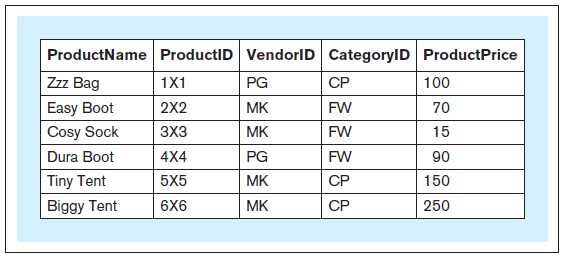 ProductName ProductID VendorID CategoryID ProductPrice
Zzz Bag 1X1 PG CP 100
Easy Boot 2X2 MK FW 70
Cosy Sock 3X3 MK FW 15
Dura Boot 4X4 PG FW 90
Tiny Tent 5X5 MK CP 150
Biggy Tent 6X6 MK CP 250